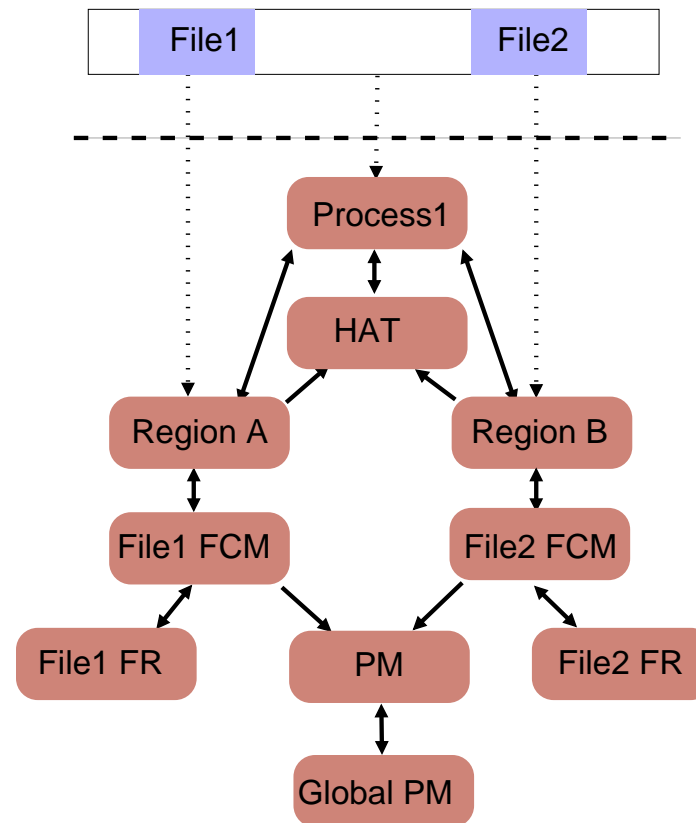 File1
File2
Process1
HAT
Region A
Region B
File1 FCM
File2 FCM
File1 FR
PM
File2 FR
Global PM